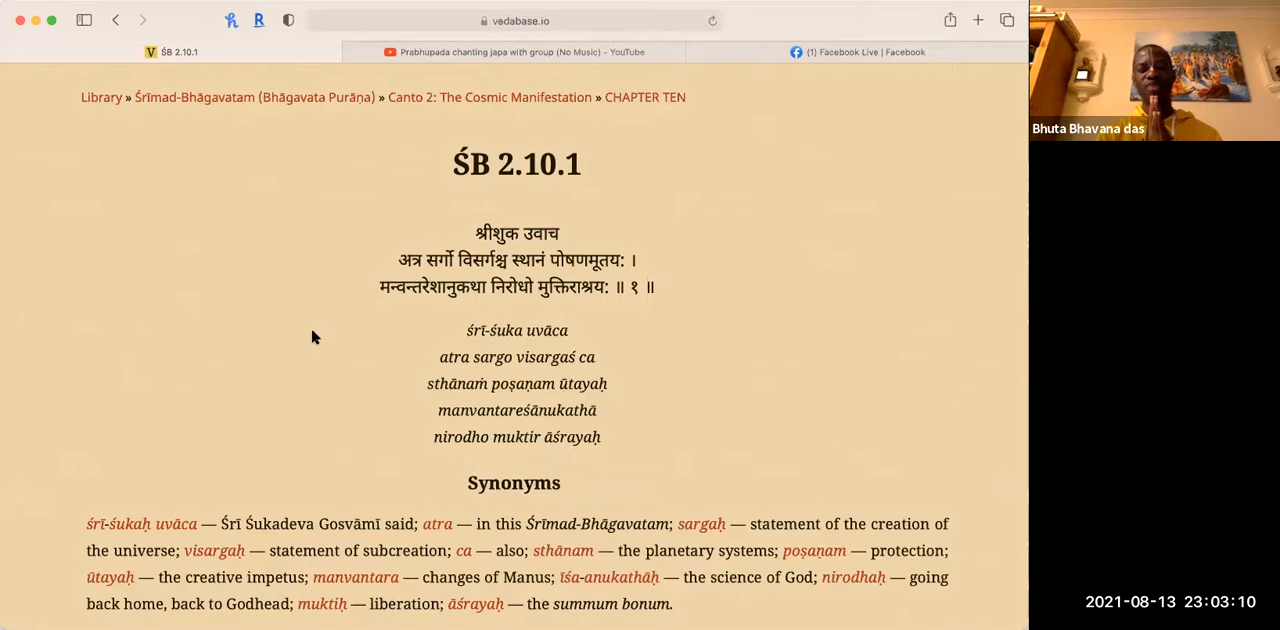 vedabase.io
ŚB 2.10.1
Prabhupada chanting japa with group (No Music) - YouTube
(1) Facebook Live | Facebook
Library » Śrīmad-Bhāgavatam (Bhāgavata Purāṇa) » Canto 2: The Cosmic Manifestation » CHAPTER TEN
Bhuta Bhavana das
ŚB 2.10.1
श्रीशुक उवाच
अत्र सर्गो विसर्गश्च स्थानं पोषणमूतय: ।
मन्वन्तरेशानुकथा निरोधो मुक्तिराश्रय: ॥ १ ॥
śrī-śuka uvāca
atra sargo visargaś ca
sthānaṁ poṣaṇam ūtayaḥ
manvantareśānukathā
nirodho muktir āśrayaḥ
Synonyms
śrī-śukaḥ uvāca — Śrī Śukadeva Gosvāmī said; atra — in this Śrīmad-Bhāgavatam; sargaḥ — statement of the creation of
the universe; visargaḥ — statement of subcreation; ca — also; sthānam — the planetary systems; poṣaṇam — protection;
ūtayaḥ — the creative impetus; manvantara — changes of Manus; īśa-anukathāḥ — the science of God; nirodhaḥ — going
back home, back to Godhead; muktiḥ — liberation; āśrayaḥ — the summum bonum.
2021-08-13 23:03:10